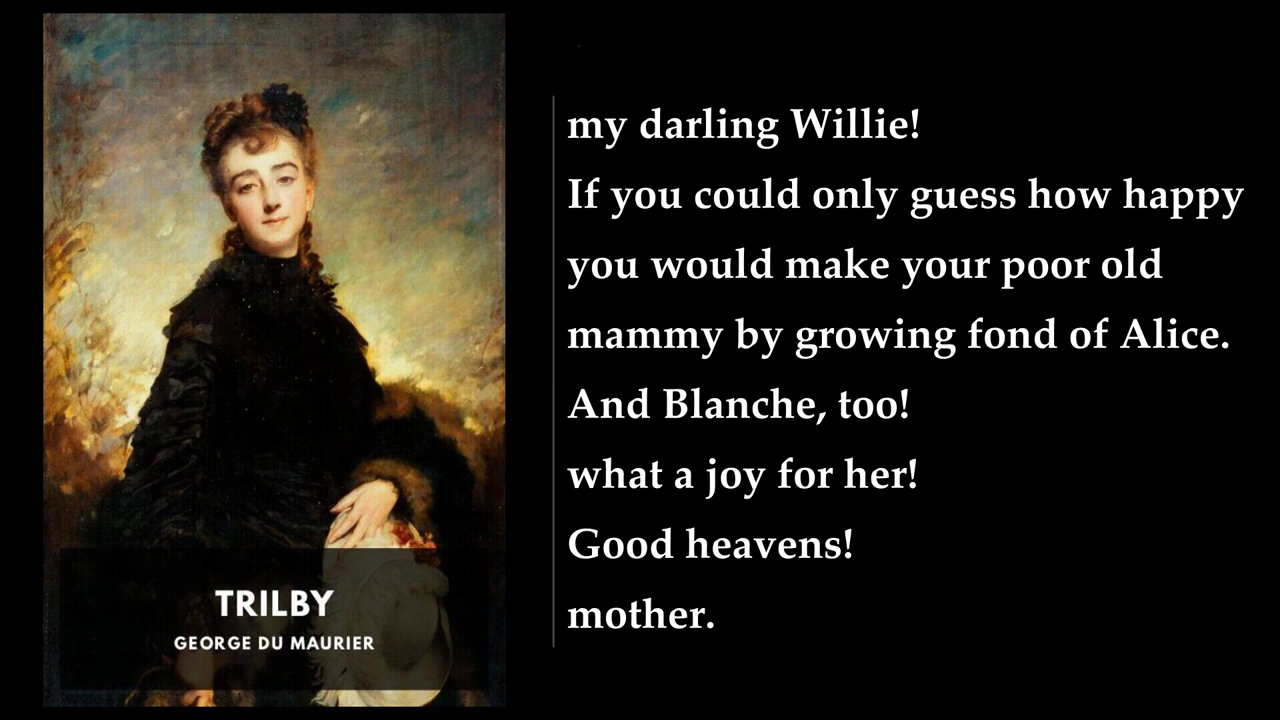 TRILBY
GEORGE DU MAURIER
my darling Willie!
If you could only guess how happy
you would make your poor old
mammy by growing fond of Alice.
And Blanche, too!
what a joy for her!
Good heavens!
mother.